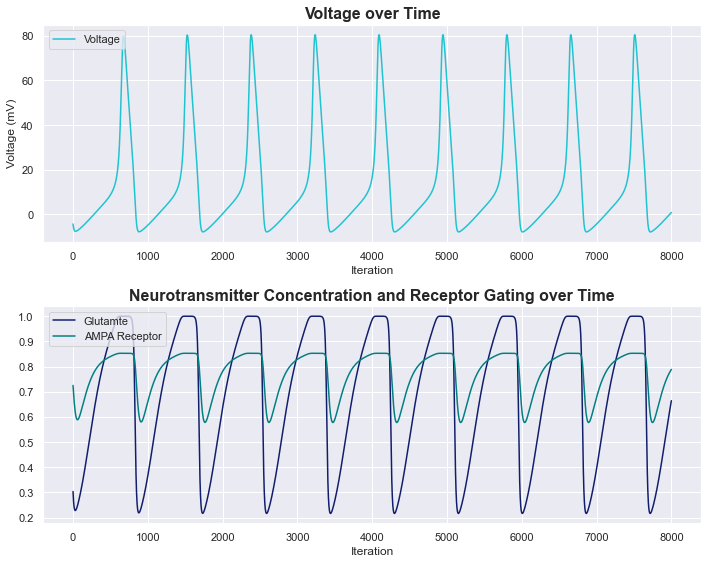 Voltage over Time
Voltage
Voltage (mV)
80
60
40
20
0
0 1000 2000 3000 4000 5000 6000 7000 8000
Iteration
Neurotransmitter Concentration and Receptor Gating over Time
Glutamte
AMPA Receptor
1.0
0.9
0.8
0.7
0.6
0.5
0.4
0.3
0.2
0 1000 2000 3000 4000 5000 6000 7000 8000
Iteration